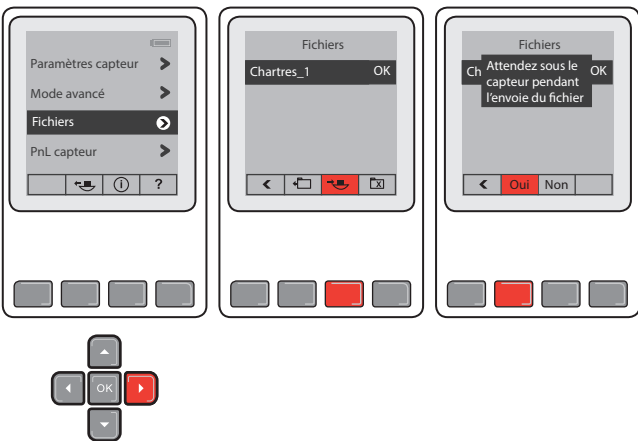 Paramètres capteur
Mode avancé
Fichiers
PnL capteur
i ?
Fichiers
Chartres_1 OK
X
Fichiers
Ch Attendez sous le OK
capteur pendant
l'envoie du fichier
Oui Non
OK